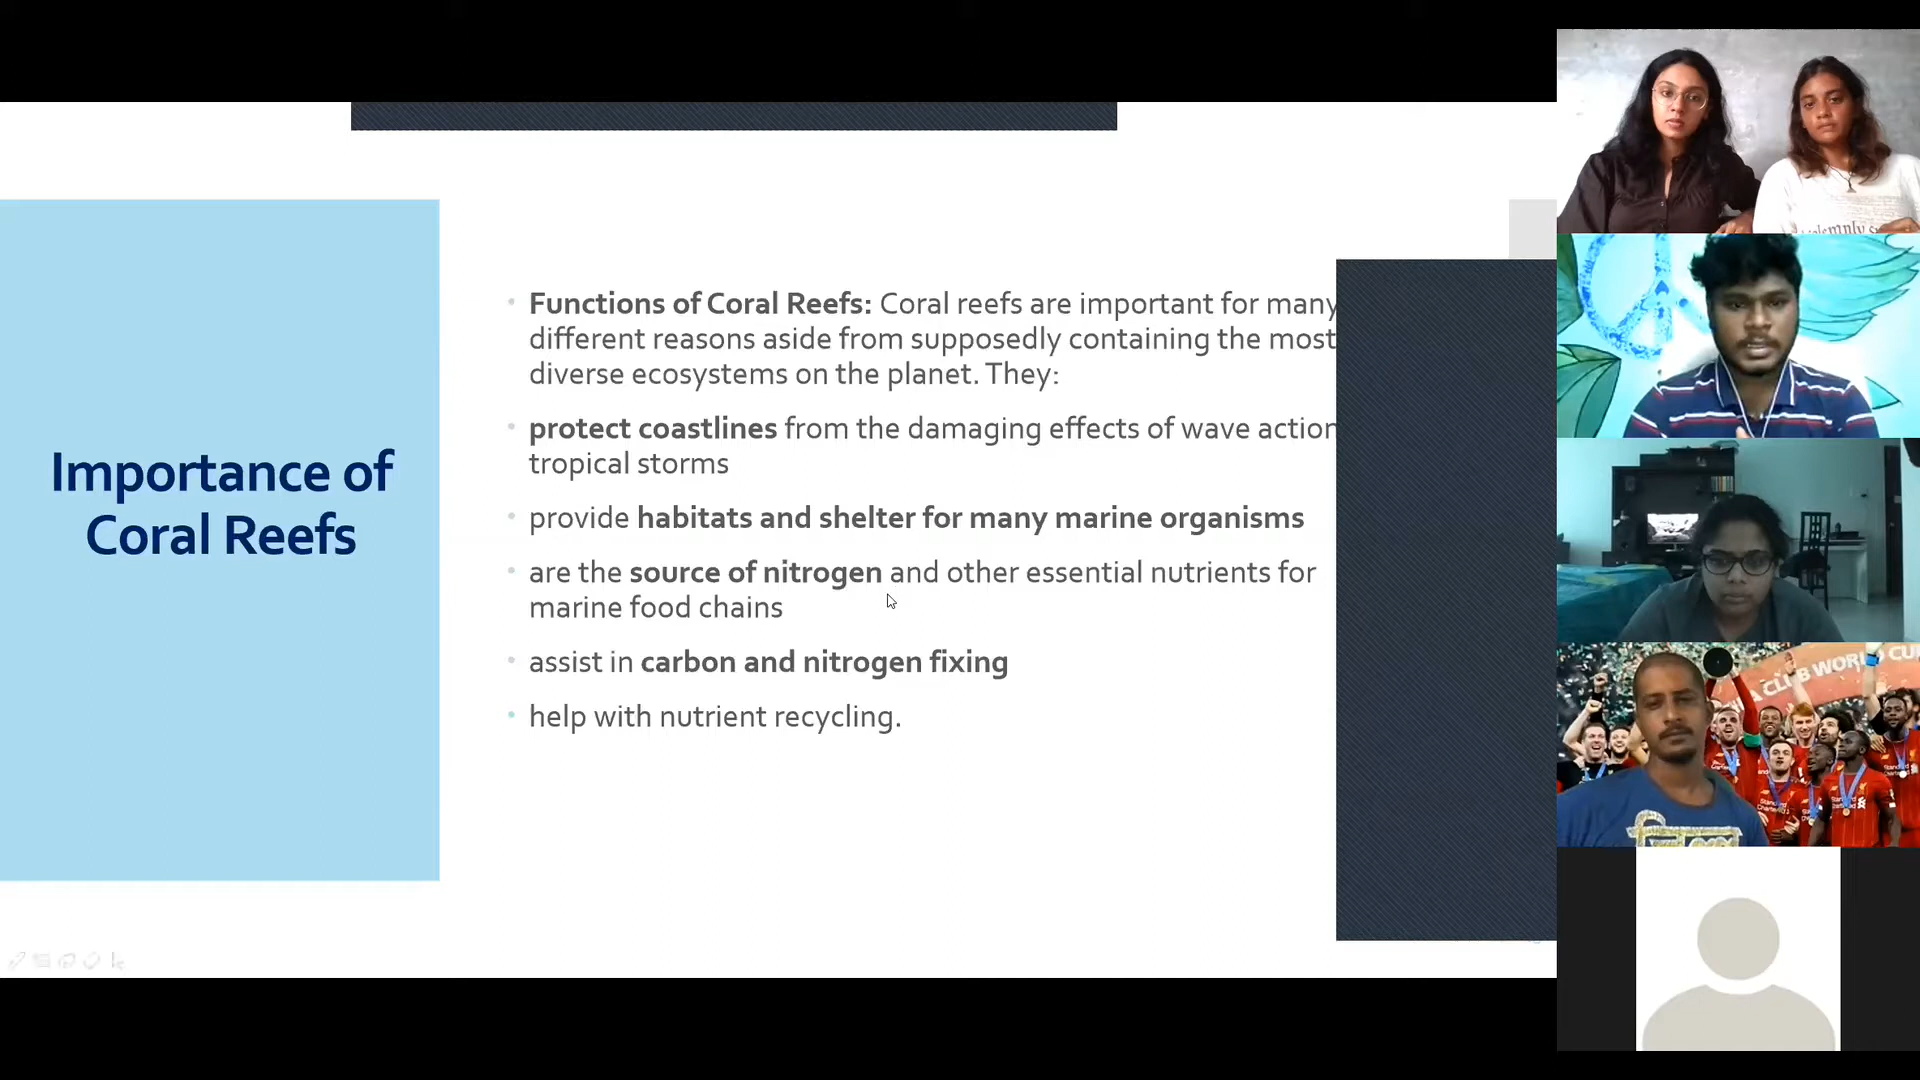 Importance of
Coral Reefs
Functions of Coral Reefs: Coral reefs are important for many
different reasons aside from supposedly containing the most
diverse ecosystems on the planet. They:
protect coastlines from the damaging effects of wave action
tropical storms
provide habitats and shelter for many marine organisms
are the source of nitrogen and other essential nutrients for
marine food chains
assist in carbon and nitrogen fixing
help with nutrient recycling.
CLUB WORLD CU